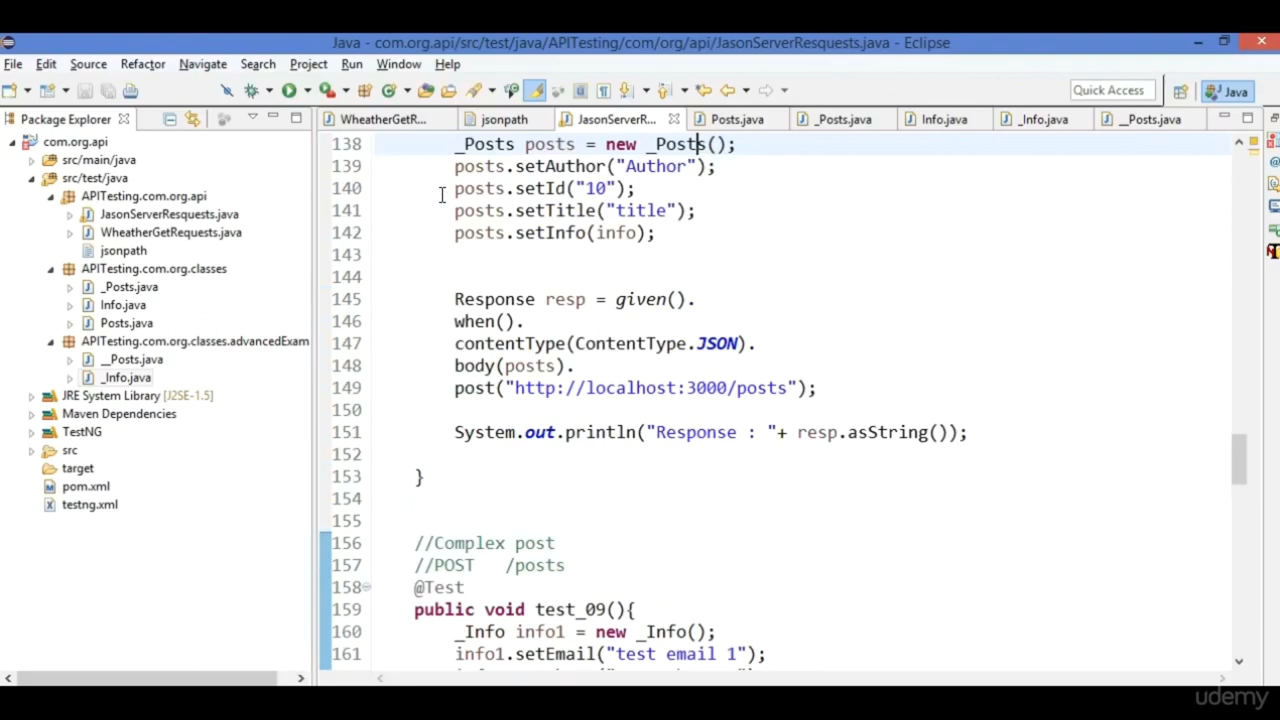 Java - com.org.api/src/test/java/APITesting/com/org/api/JasonServerResquests.java - Eclipse
File Edit Source Refactor Navigate Search Project Run Window Help
Quick Access Java
Package Explorer
com.org.api
src/main/java
src/test/java
APITesting.com.org.api
JasonServerResquests.java
WheatherGetRequests.java
jsonpath
APITesting.com.org.classes
_Posts.java
Info.java
Posts.java
APITesting.com.org.classes.advancedExam
__Posts.java
_Info.java
JRE System Library [J2SE-1.5]
Maven Dependencies
TestNG
src
target
pom.xml
testng.xml
WheatherGetR... jsonpath JasonServerR... Posts.java _Posts.java Info.java _Info.java __Posts.java
138 _Posts posts = new _Posts();
139 posts.setAuthor("Author");
140 posts.setId("10");
141 posts.setTitle("title");
142 posts.setInfo(info);
143
144
145 Response resp = given().
146 when().
147 contentType(ContentType.JSON).
148 body(posts).
149 post("http://localhost:3000/posts");
150
151 System.out.println("Response : "+ resp.asString());
152
153 }
154
155
156 //Complex post
157 //POST /posts
158 @Test
159 public void test_09(){
160 _Info info1 = new _Info();
161 info1.setEmail("test email 1");
udemy